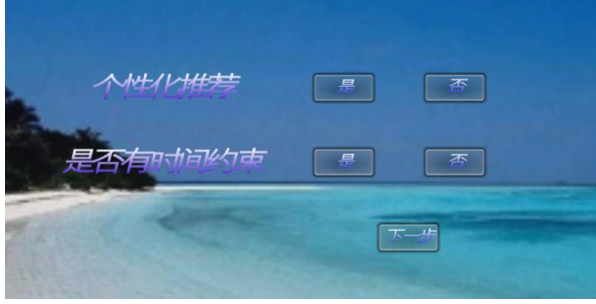 个性化推荐 是 否
是否有时间约束 是 否
下一步